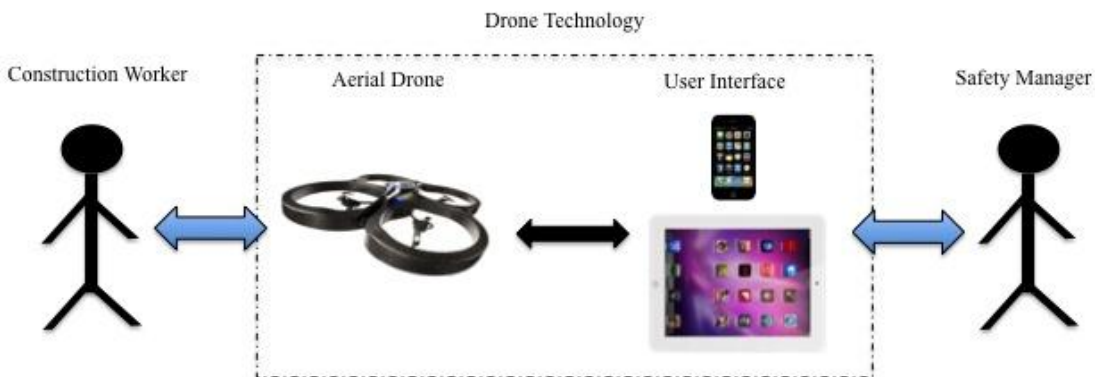 Drone Technology
Construction Worker
Aerial Drone
User Interface
Safety Manager